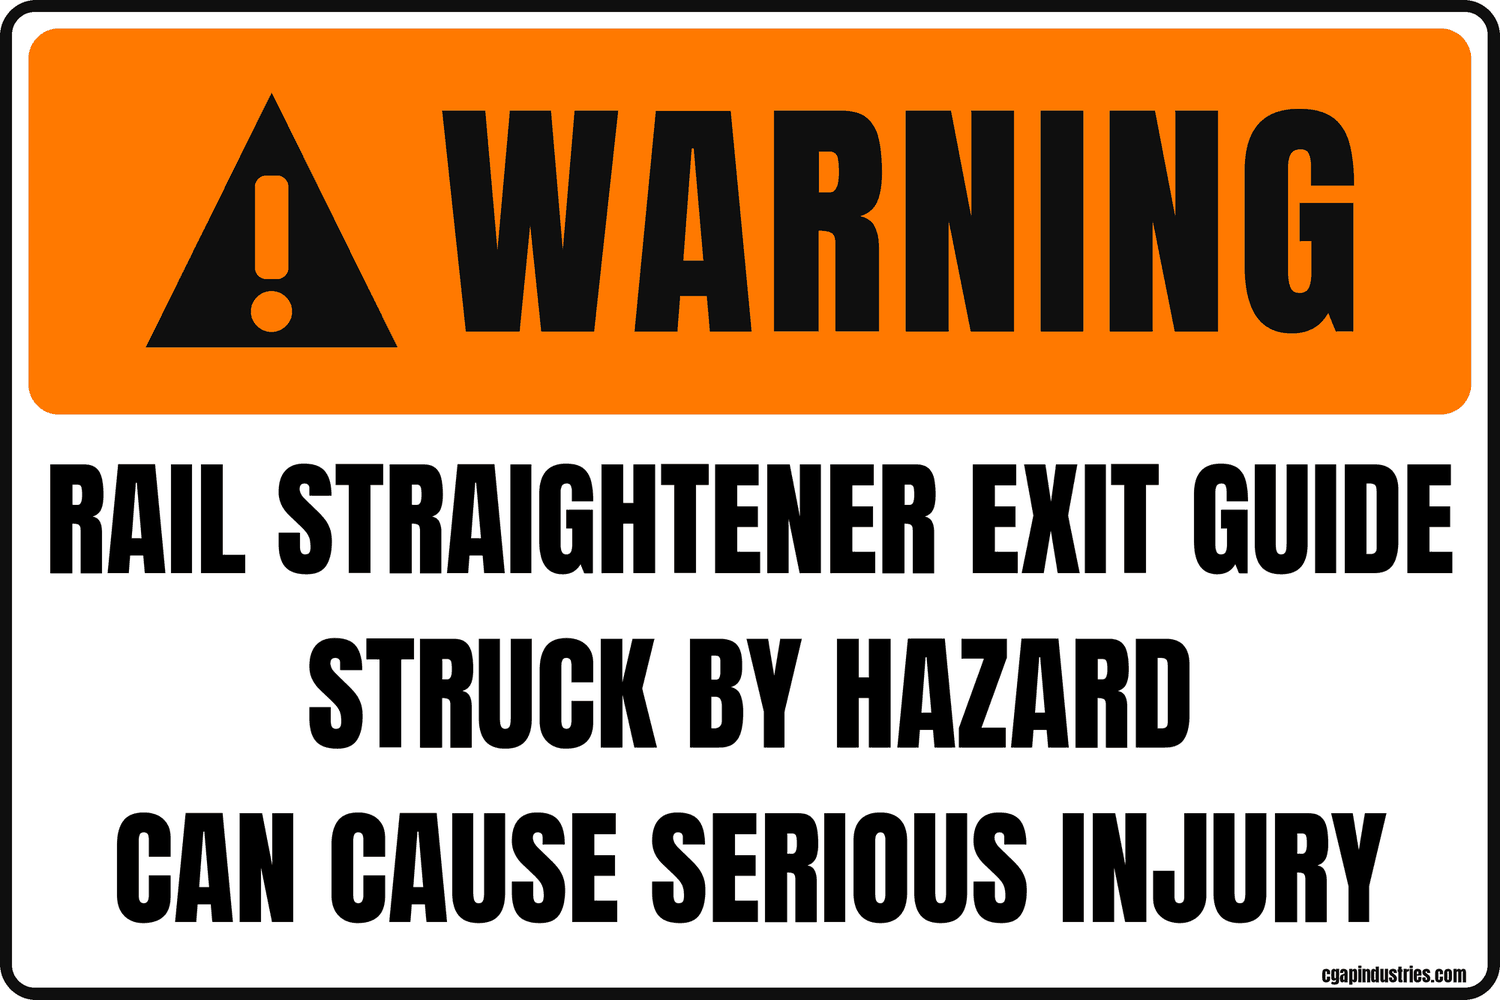 WARNING
RAIL STRAIGHTENER EXIT GUIDE
STRUCK BY HAZARD
CAN CAUSE SERIOUS INJURY
cgapindustries.com